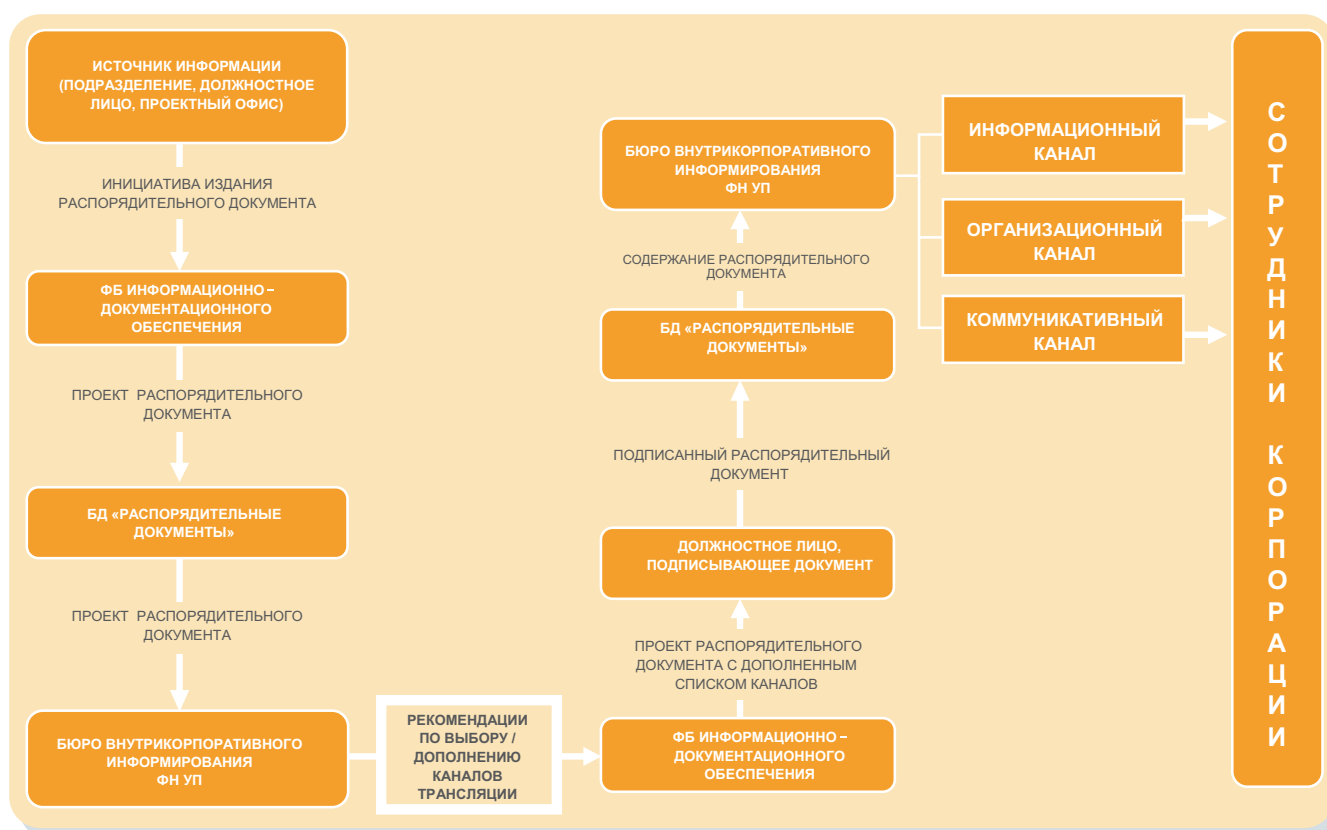 ИСТОЧНИК ИНФОРМАЦИИ
(ПОДРАЗДЕЛЕНИЕ, ДОЛЖНОСТНОЕ
ЛИЦО, ПРОЕКТНЫЙ ОФИС)
ИНИЦИАТИВА ИЗДАНИЯ
РАСПОРЯДИТЕЛЬНОГО ДОКУМЕНТА
ФБ ИНФОРМАЦИОННО –
ДОКУМЕНТАЦИОННОГО
ОБЕСПЕЧЕНИЯ
ПРОЕКТ РАСПОРЯДИТЕЛЬНОГО
ДОКУМЕНТА
БД «РАСПОРЯДИТЕЛЬНЫЕ
ДОКУМЕНТЫ»
ПРОЕКТ РАСПОРЯДИТЕЛЬНОГО
ДОКУМЕНТА
БЮРО ВНУТРИКОРПОРАТИВНОГО
ИНФОРМИРОВАНИЯ
ФН УП
РЕКОМЕНДАЦИИ
ПО ВЫБОРУ /
ДОПОЛНЕНИЮ
КАНАЛОВ
ТРАНСЛЯЦИИ
ФБ ИНФОРМАЦИОННО –
ДОКУМЕНТАЦИОННОГО
ОБЕСПЕЧЕНИЯ
ПРОЕКТ РАСПОРЯДИТЕЛЬНОГО
ДОКУМЕНТА С ДОПОЛНЕННЫМ
СПИСКОМ КАНАЛОВ
ДОЛЖНОСТНОЕ ЛИЦО,
ПОДПИСЫВАЮЩЕЕ ДОКУМЕНТ
ПОДПИСАННЫЙ РАСПОРЯДИТЕЛЬНЫЙ
ДОКУМЕНТ
БД «РАСПОРЯДИТЕЛЬНЫЕ
ДОКУМЕНТЫ»
СОДЕРЖАНИЕ РАСПОРЯДИТЕЛЬНОГО
ДОКУМЕНТА
БЮРО ВНУТРИКОРПОРАТИВНОГО
ИНФОРМИРОВАНИЯ
ФН УП
ИНФОРМАЦИОННЫЙ
КАНАЛ
ОРГАНИЗАЦИОННЫЙ
КАНАЛ
КОММУНИКАТИВНЫЙ
КАНАЛ
СОТРУДНИКИ КОРПОРАЦИИ